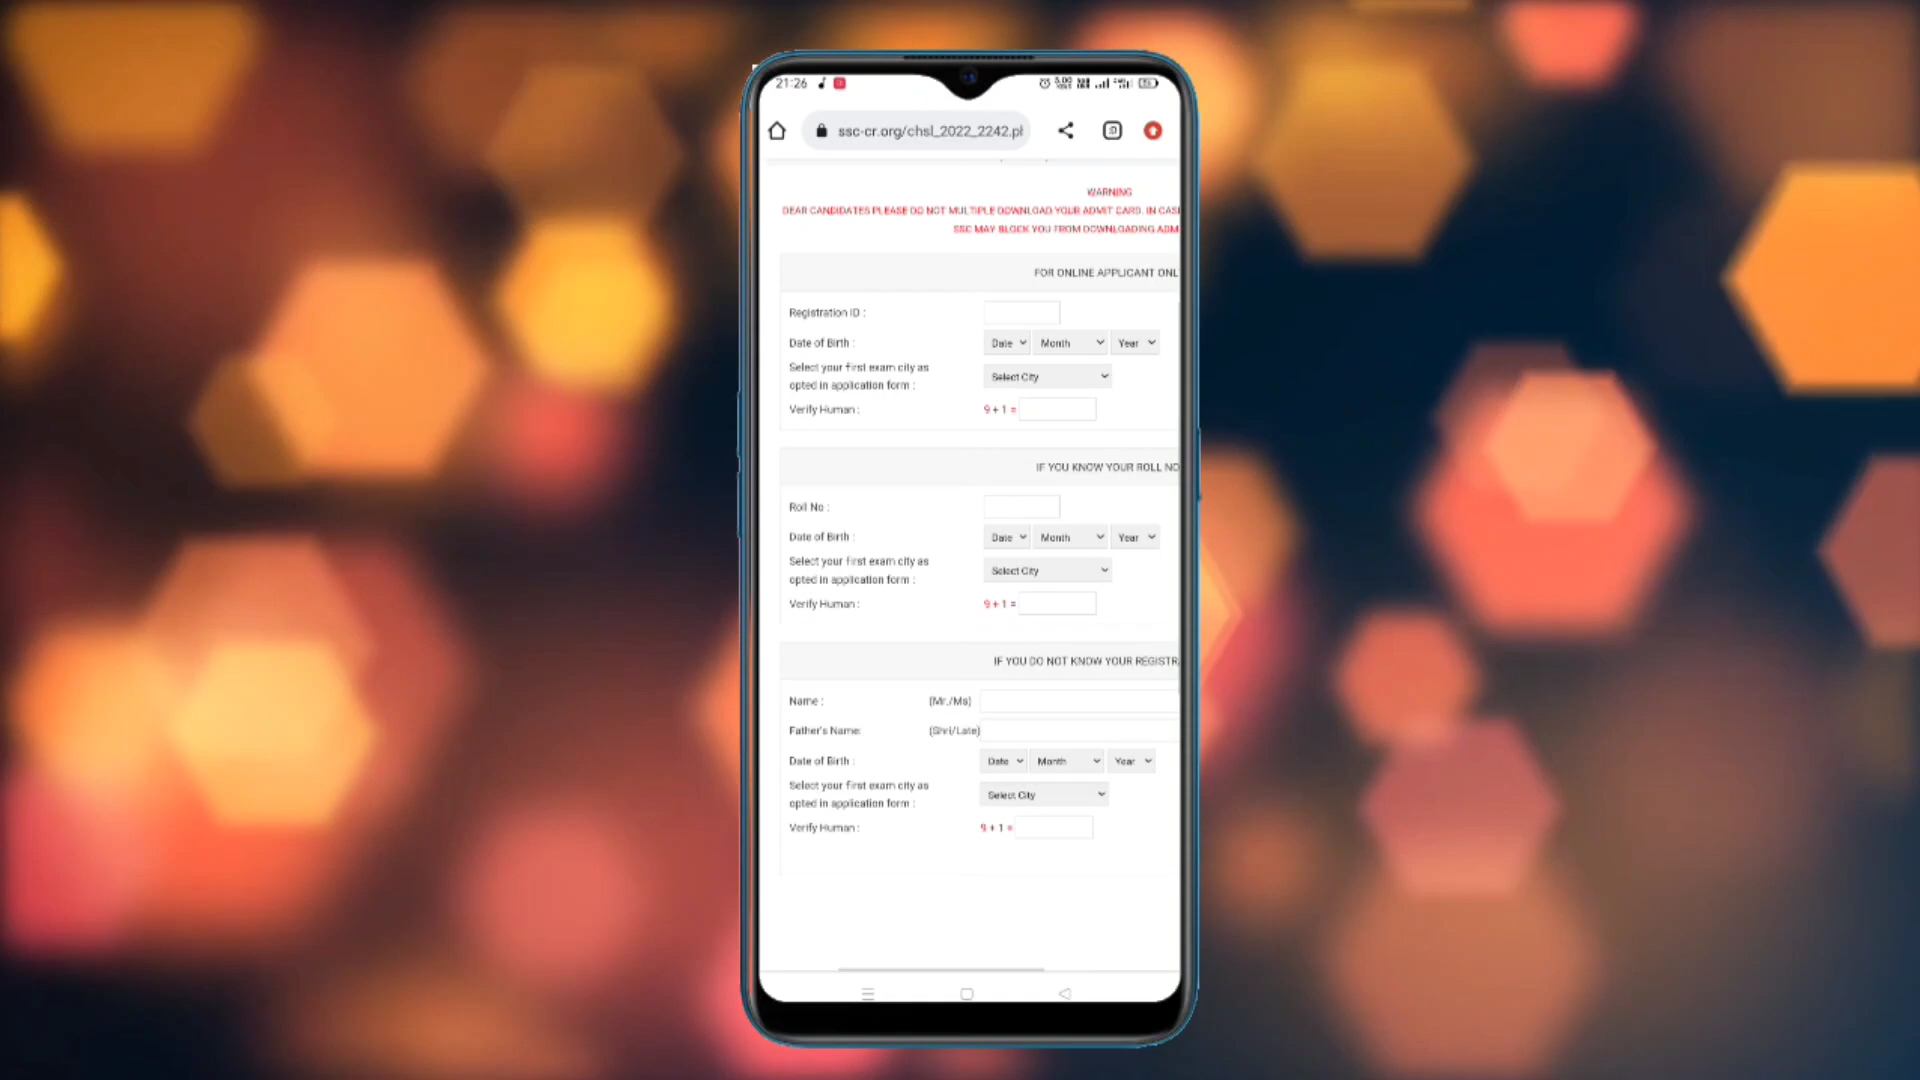 21:26
ssc-cr.org/chsl_2022_2242.pl
WARNING
DEAR CANDIDATES PLEASE DO NOT MULTIPLE DOWNLOAD YOUR ADMIT CARD. IN CAS
SSC MAY BLOCK YOU FROM DOWNLOADING ADM
FOR ONLINE APPLICANT ONL
Registration ID :
Date of Birth : Date Month Year
Select your first exam city as
opted in application form : Select City
Verify Human : 9 + 1 =
IF YOU KNOW YOUR ROLL NO
Roll No :
Date of Birth : Date Month Year
Select your first exam city as
opted in application form : Select City
Verify Human : 9 + 1 =
IF YOU DO NOT KNOW YOUR REGISTR
Name : (Mr./Ms)
Father's Name: (Shri/Late)
Date of Birth : Date Month Year
Select your first exam city as
opted in application form : Select City
Verify Human : 9 + 1 =